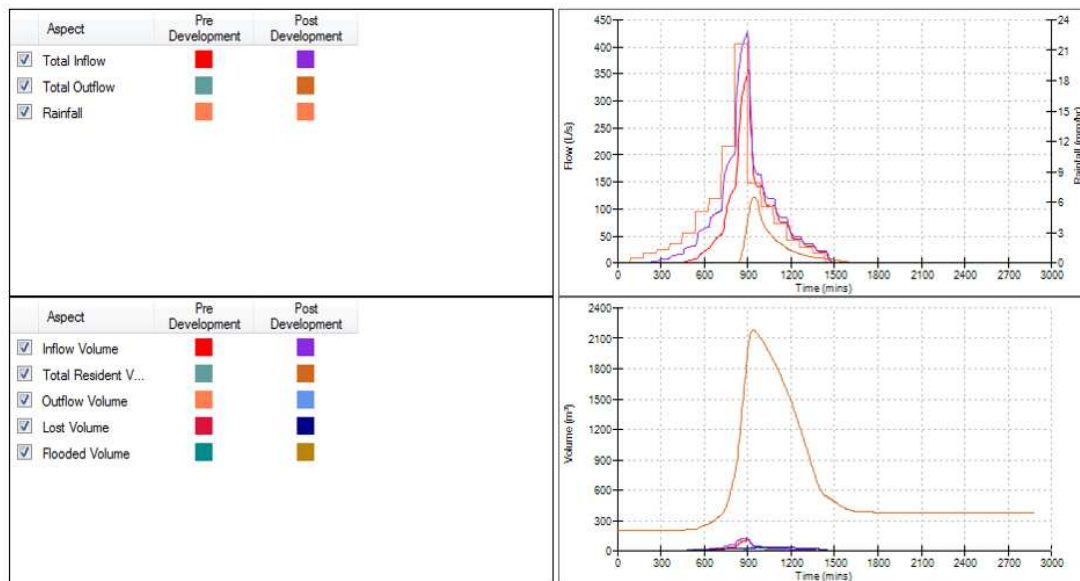 Aspect
Pre Development
Post Development
Total Inflow
Total Outflow
Rainfall
450
400
350
300
250
200
150
100
50
0
Flow (L/s)
24
21
18
15
12
9
6
3
0
Rainfall (mm/hr)
0 300 600 900 1200 1500 1800 2100 2400 2700 3000
Time (mins)
Aspect
Pre Development
Post Development
Inflow Volume
Total Resident V...
Outflow Volume
Lost Volume
Flooded Volume
2400
2100
1800
1500
1200
900
600
300
0
Volume (m³)
0 300 600 900 1200 1500 1800 2100 2400 2700 3000
Time (mins)